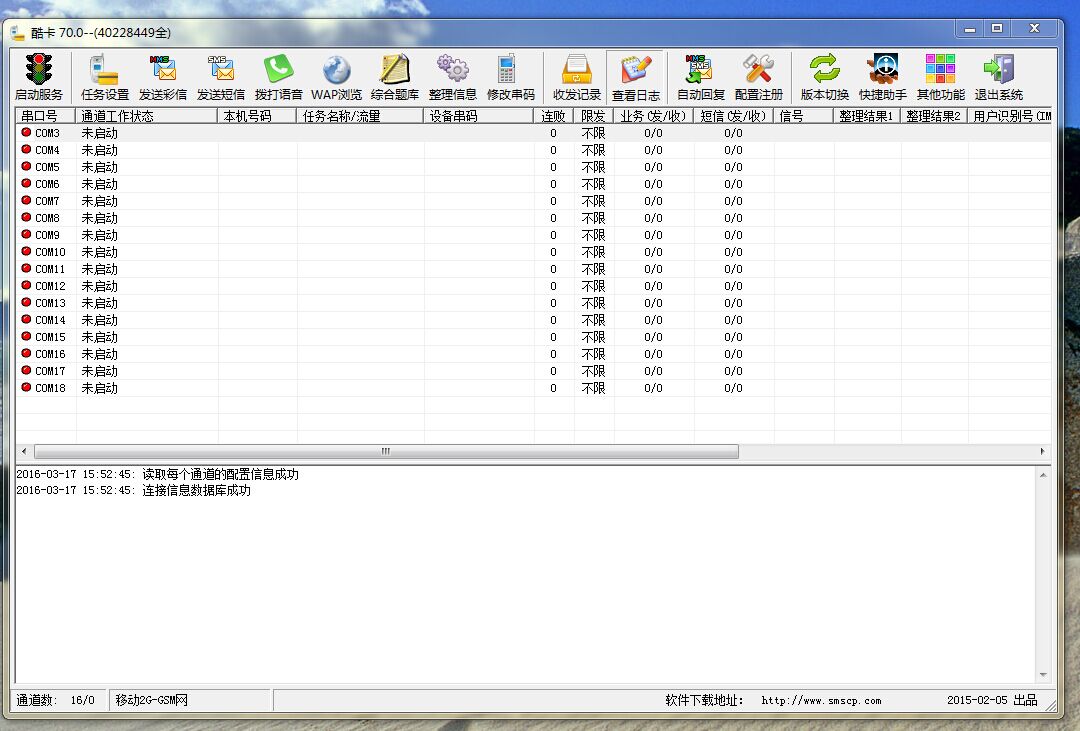 酷卡 70.0--(40228449全)
启动服务 任务设置 发送彩信 发送短信 拨打语音 WAP浏览 综合题库 整理信息 修改串码 收发记录 查看日志 自动回复 配置注册 版本切换 快捷助手 其他功能 退出系统
串口号 通道工作状态 本机号码 任务名称/流量 设备串码 连败 限发 业务(发/收) 短信(发/收) 信号 整理结果1 整理结果2 用户识别号(IM
COM3 未启动 0 不限 0/0 0/0
COM4 未启动 0 不限 0/0 0/0
COM5 未启动 0 不限 0/0 0/0
COM6 未启动 0 不限 0/0 0/0
COM7 未启动 0 不限 0/0 0/0
COM8 未启动 0 不限 0/0 0/0
COM9 未启动 0 不限 0/0 0/0
COM10 未启动 0 不限 0/0 0/0
COM11 未启动 0 不限 0/0 0/0
COM12 未启动 0 不限 0/0 0/0
COM13 未启动 0 不限 0/0 0/0
COM14 未启动 0 不限 0/0 0/0
COM15 未启动 0 不限 0/0 0/0
COM16 未启动 0 不限 0/0 0/0
COM17 未启动 0 不限 0/0 0/0
COM18 未启动 0 不限 0/0 0/0
2016-03-17 15:52:45: 读取每个通道的配置信息成功
2016-03-17 15:52:45: 连接信息数据库成功
通道数: 16/0 移动2G-GSM网 软件下载地址: http://www.smscp.com 2015-02-05 出品